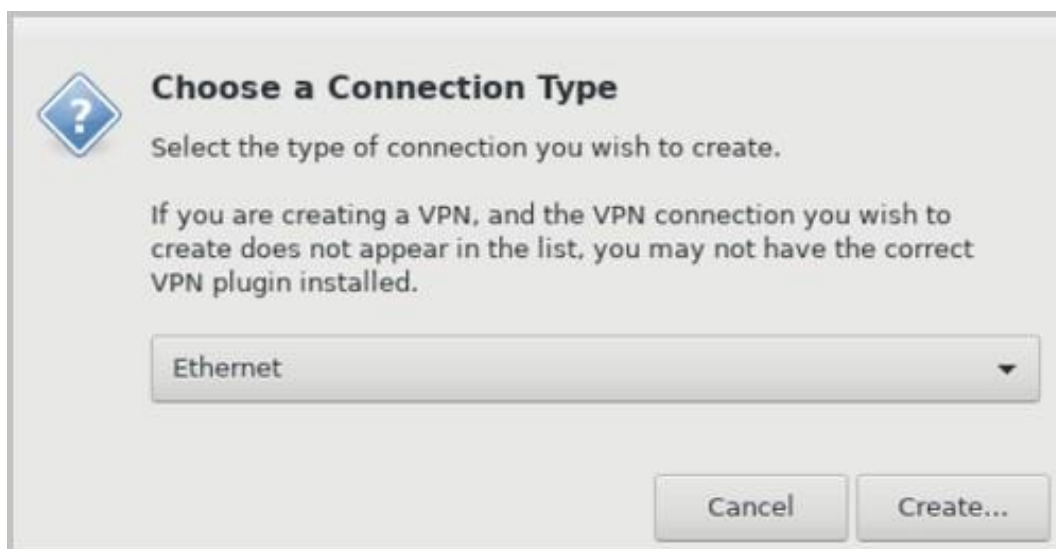 Choose a Connection Type
Select the type of connection you wish to create.
If you are creating a VPN, and the VPN connection you wish to
create does not appear in the list, you may not have the correct
VPN plugin installed.
Ethernet
Cancel
Create...